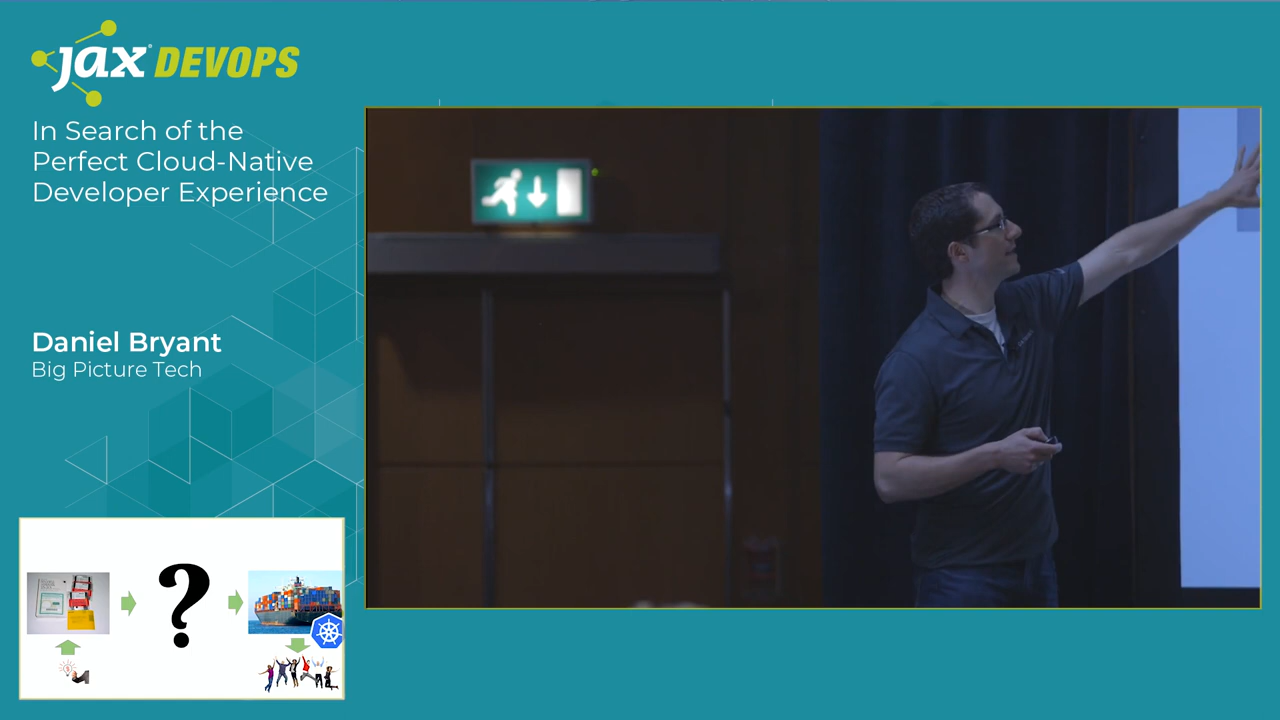 jax DEVOPS
In Search of the
Perfect Cloud-Native
Developer Experience
Daniel Bryant
Big Picture Tech
?